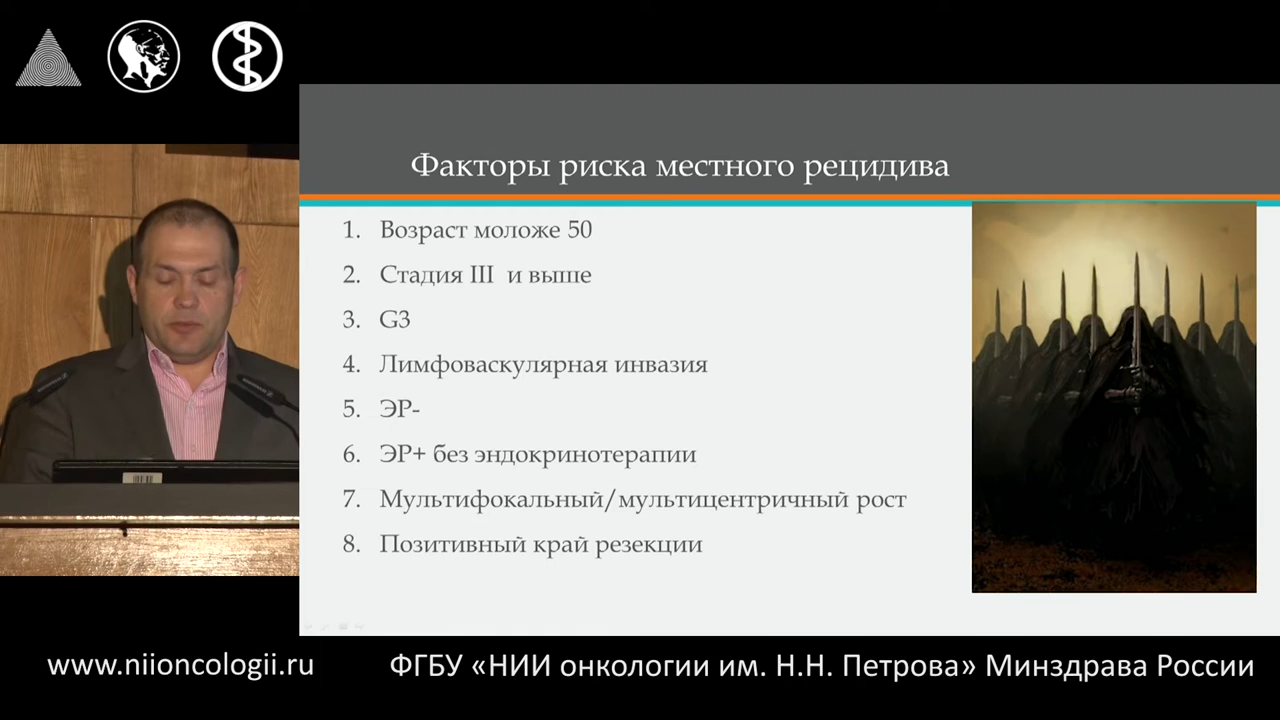 Факторы риска местного рецидива
1. Возраст моложе 50
2. Стадия III и выше
3. G3
4. Лимфоваскулярная инвазия
5. ЭР-
6. ЭР+ без эндокринотерапии
7. Мультифокальный/мультицентричный рост
8. Позитивный край резекции
www.niioncologii.ru
ФГБУ «НИИ онкологии им. Н.Н. Петрова» Минздрава России